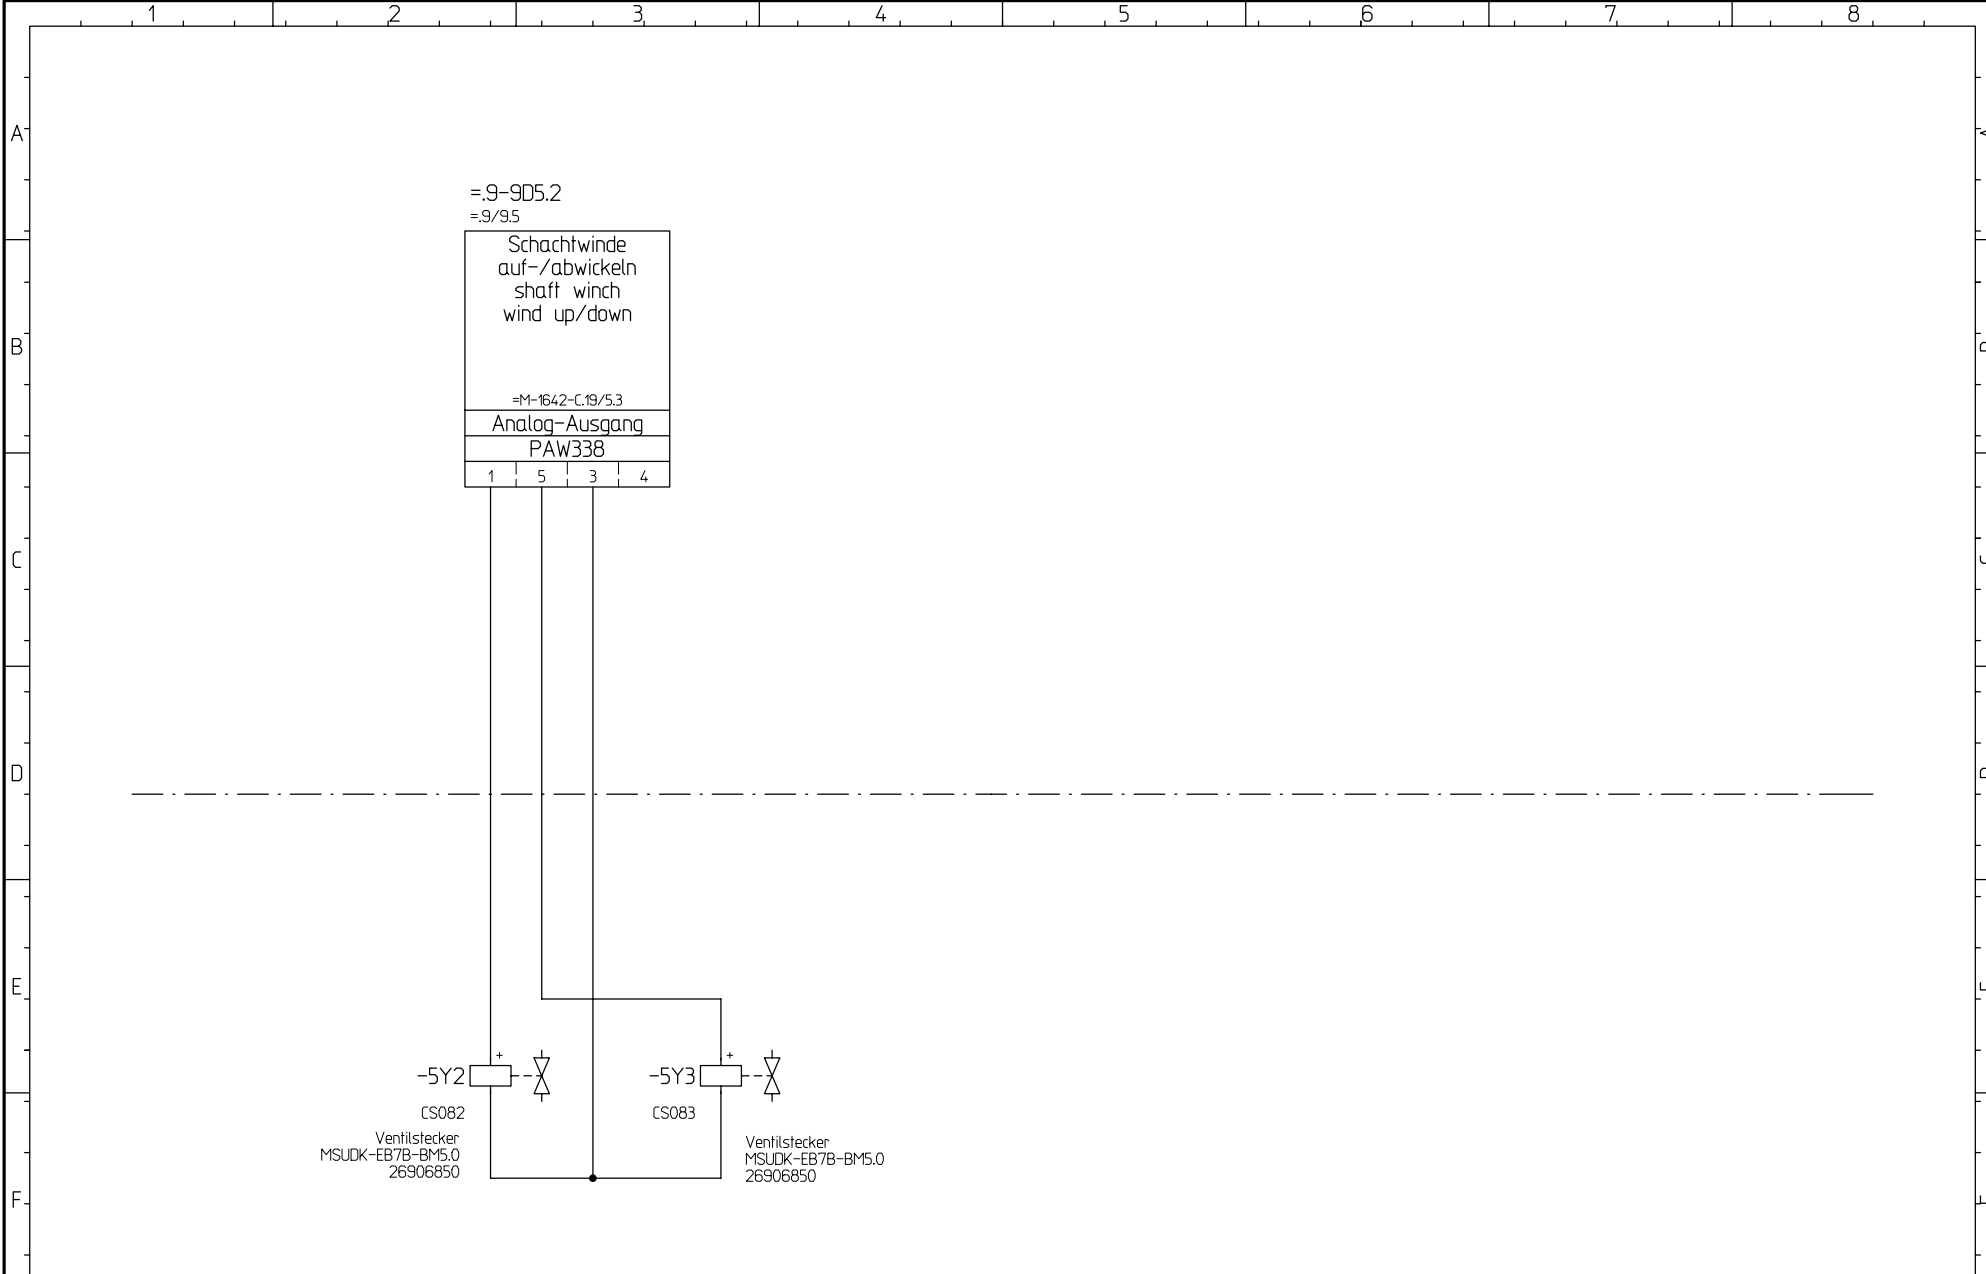 1 2 3 4 5 6 7 8
A
=.9-9D5.2
=.9/9.5
Schachtwinde
auf-/abwickeln
shaft winch
wind up/down
B
=M-1642-C.19/5.3
Analog-Ausgang
PAW338
1 5 3 4
C
D
E
-5Y2 +
-5Y3 +
CS082
CS083
Ventilstecker
MSUDK-EB7B-BM5.0
26906850
Ventilstecker
MSUDK-EB7B-BM5.0
26906850
F